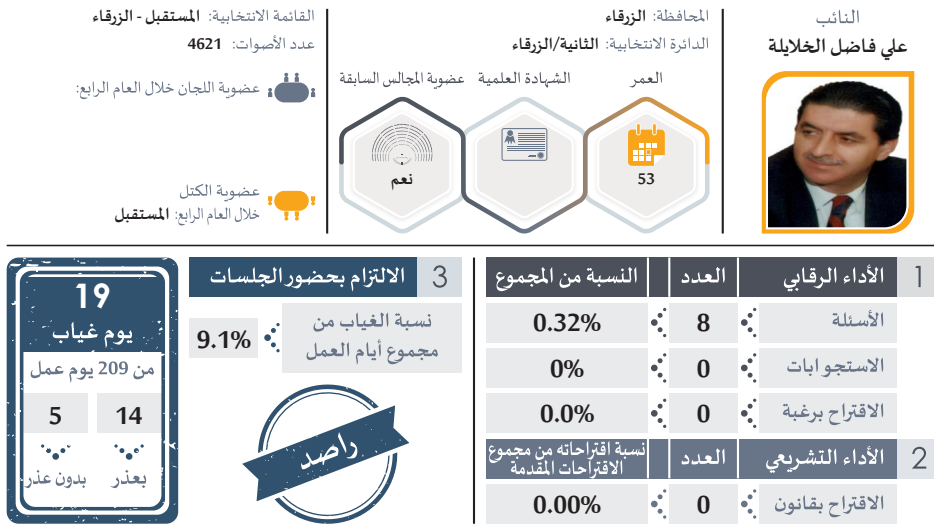 النائب
علي فاضل الخلايلة
المحافظة: الزرقاء
الدائرة الانتخابية: الثانية/الزرقاء
العمر
53
الشهادة العلمية
عضوية المجالس السابقة
نعم
القائمة الانتخابية: المستقبل - الزرقاء
عدد الأصوات: 4621
عضوية اللجان خلال العام الرابع:
عضوية الكتل
خلال العام الرابع: المستقبل
1 الأداء الرقابي العدد النسبة من المجموع
الأسئلة 8 0.32%
الاستجوابات 0 0%
الاقتراح برغبة 0 0.0%
2 الأداء التشريعي العدد نسبة اقتراحاته من مجموع
الاقتراحات المقدمة
الاقتراح بقانون 0 0.00%
3 الالتزام بحضور الجلسات
نسبة الغياب من
مجموع أيام العمل
9.1%
راصد
19
يوم غياب
من 209 يوم عمل
14 5
بعذر بدون عذر